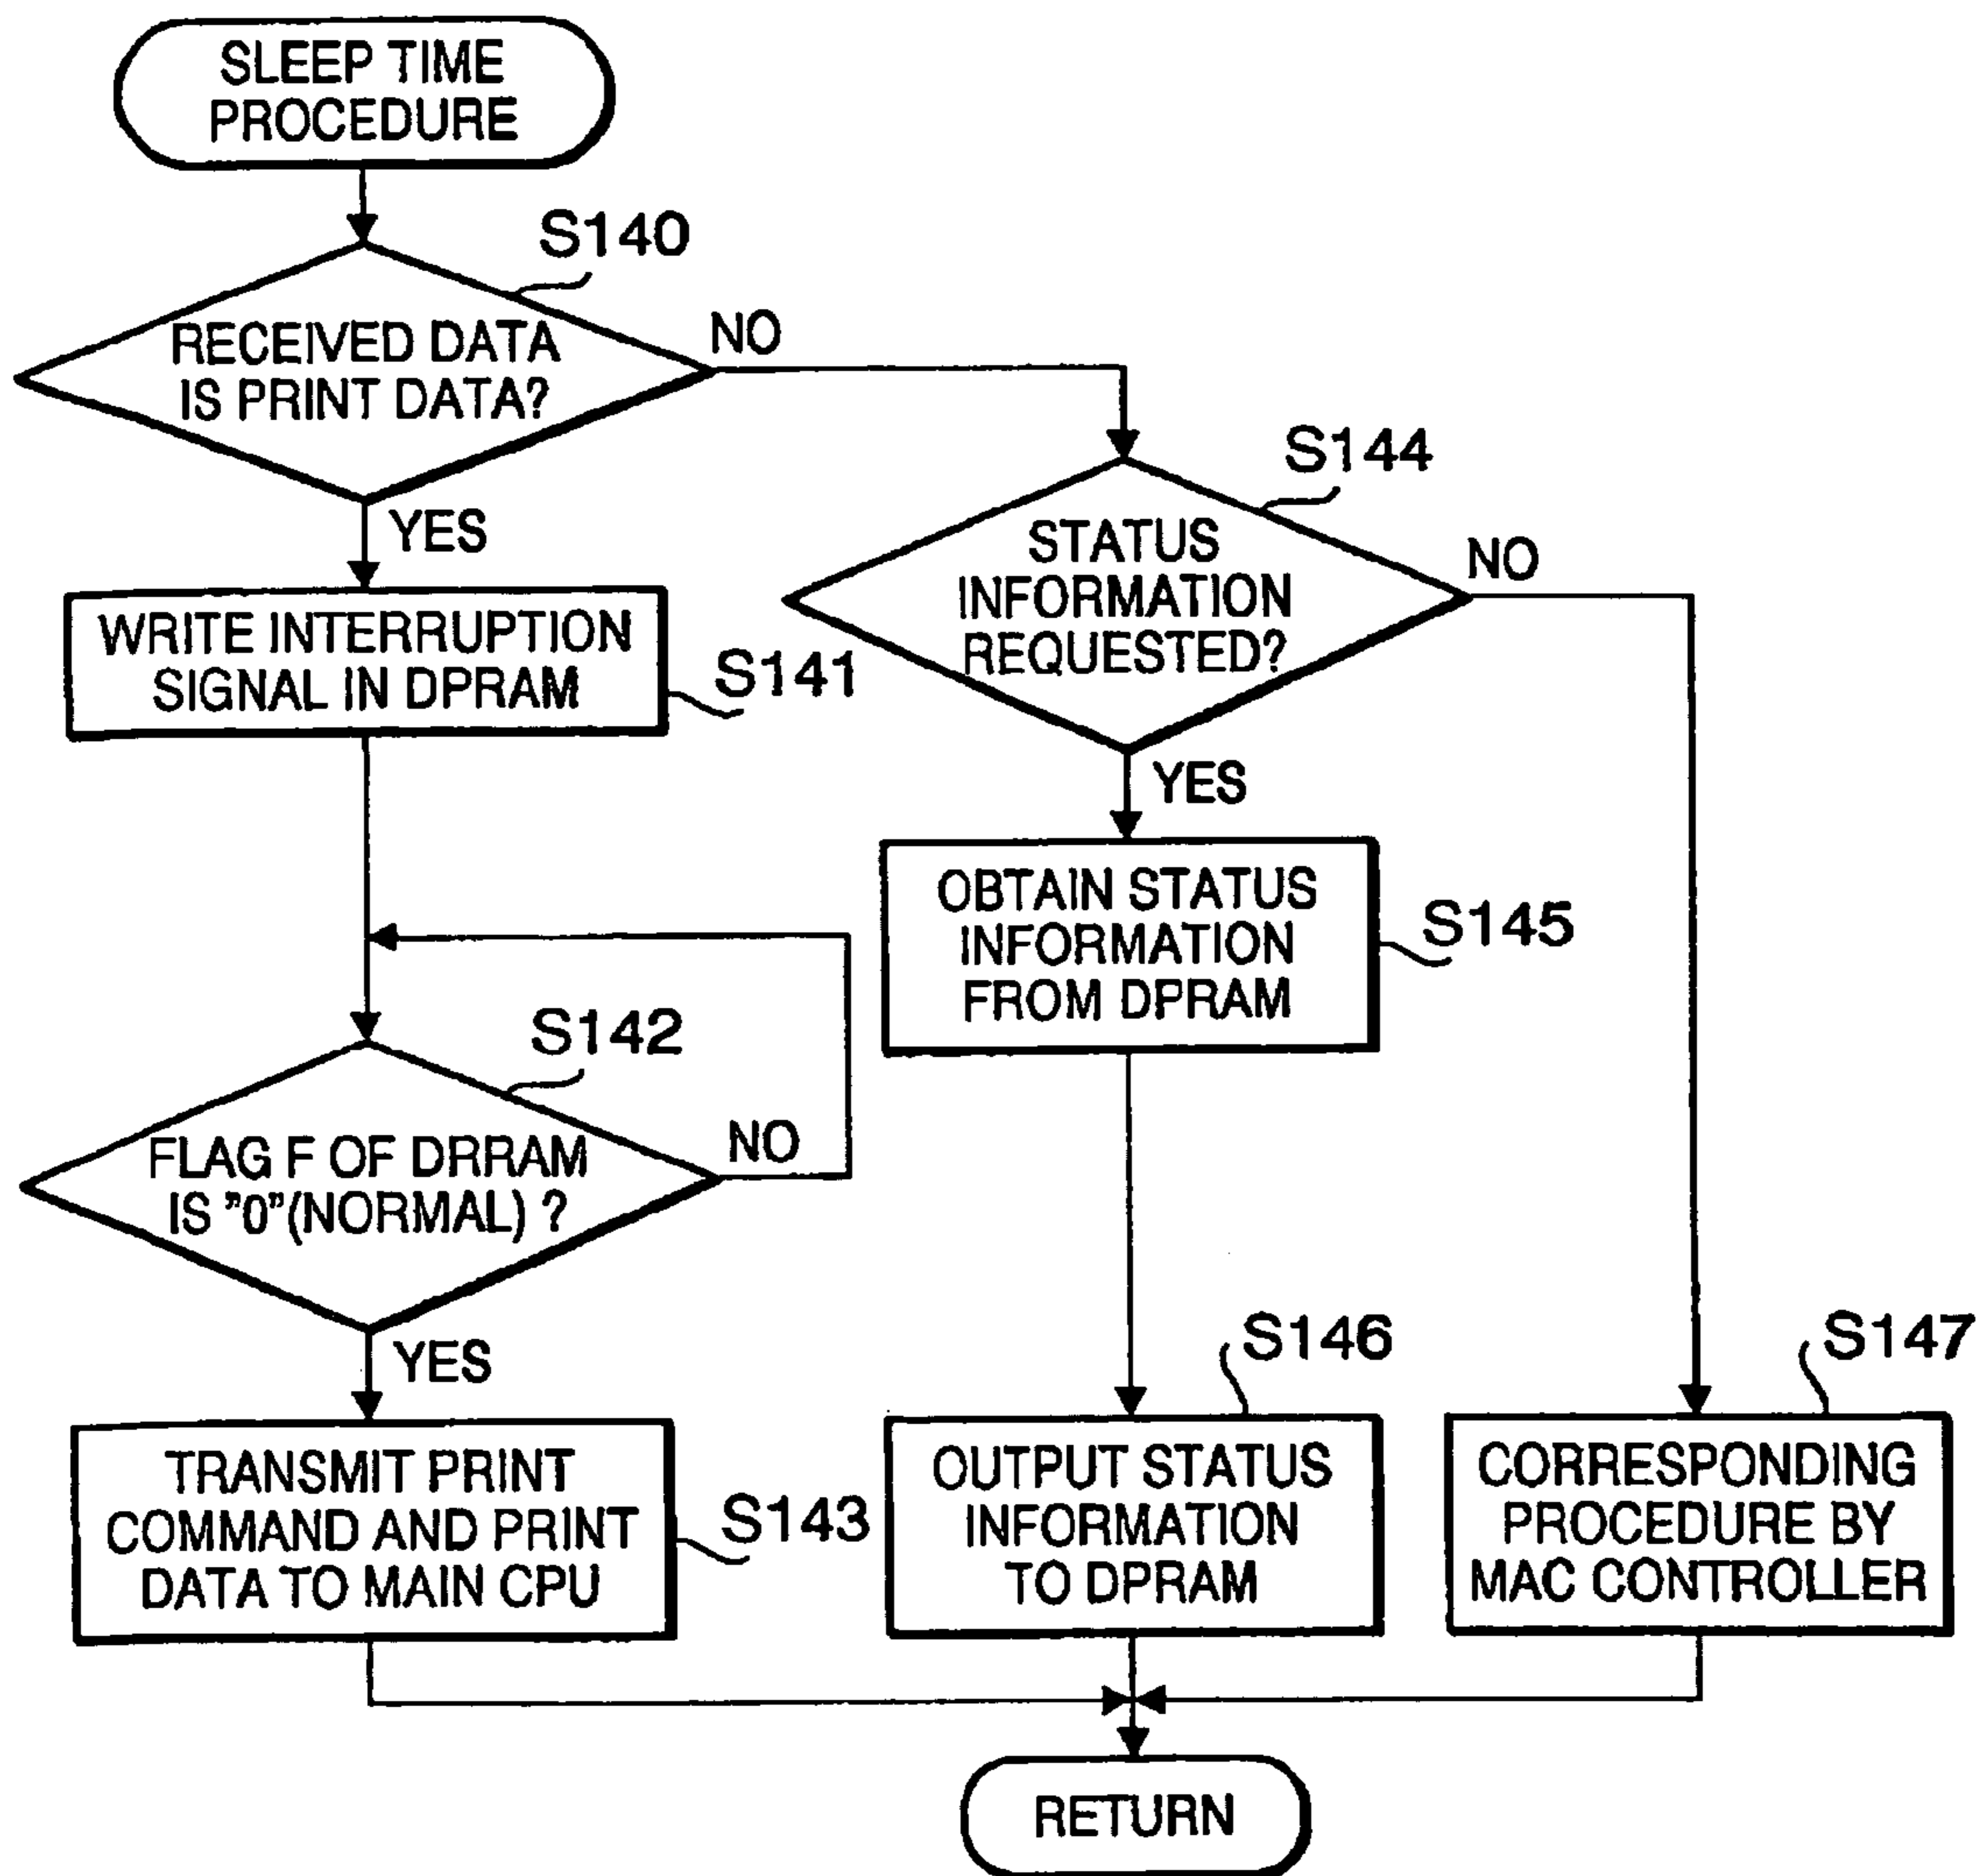 SLEEP TIME
PROCEDURE
S140
RECEIVED DATA
IS PRINT DATA?
NO
YES
WRITE INTERRUPTION
SIGNAL IN DPRAM
S141
S142
FLAG F OF DRRAM
IS "0"(NORMAL) ?
NO
YES
TRANSMIT PRINT
COMMAND AND PRINT
DATA TO MAIN CPU
S143
S144
STATUS
INFORMATION
REQUESTED?
NO
YES
OBTAIN STATUS
INFORMATION
FROM DPRAM
S145
S146
OUTPUT STATUS
INFORMATION
TO DPRAM
S147
CORRESPONDING
PROCEDURE BY
MAC CONTROLLER
RETURN